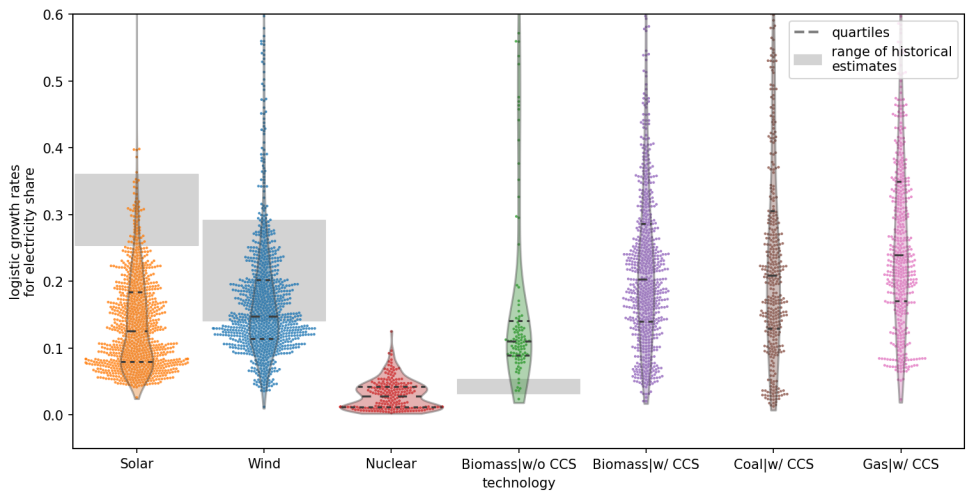 0.6
0.5
0.4
0.3
0.2
0.1
0.0
logistic growth rates
for electricity share
quartiles
range of historical
estimates
Solar
Wind
Nuclear
Biomass|w/o CCS
Biomass|w/ CCS
Coal|w/ CCS
Gas|w/ CCS
technology